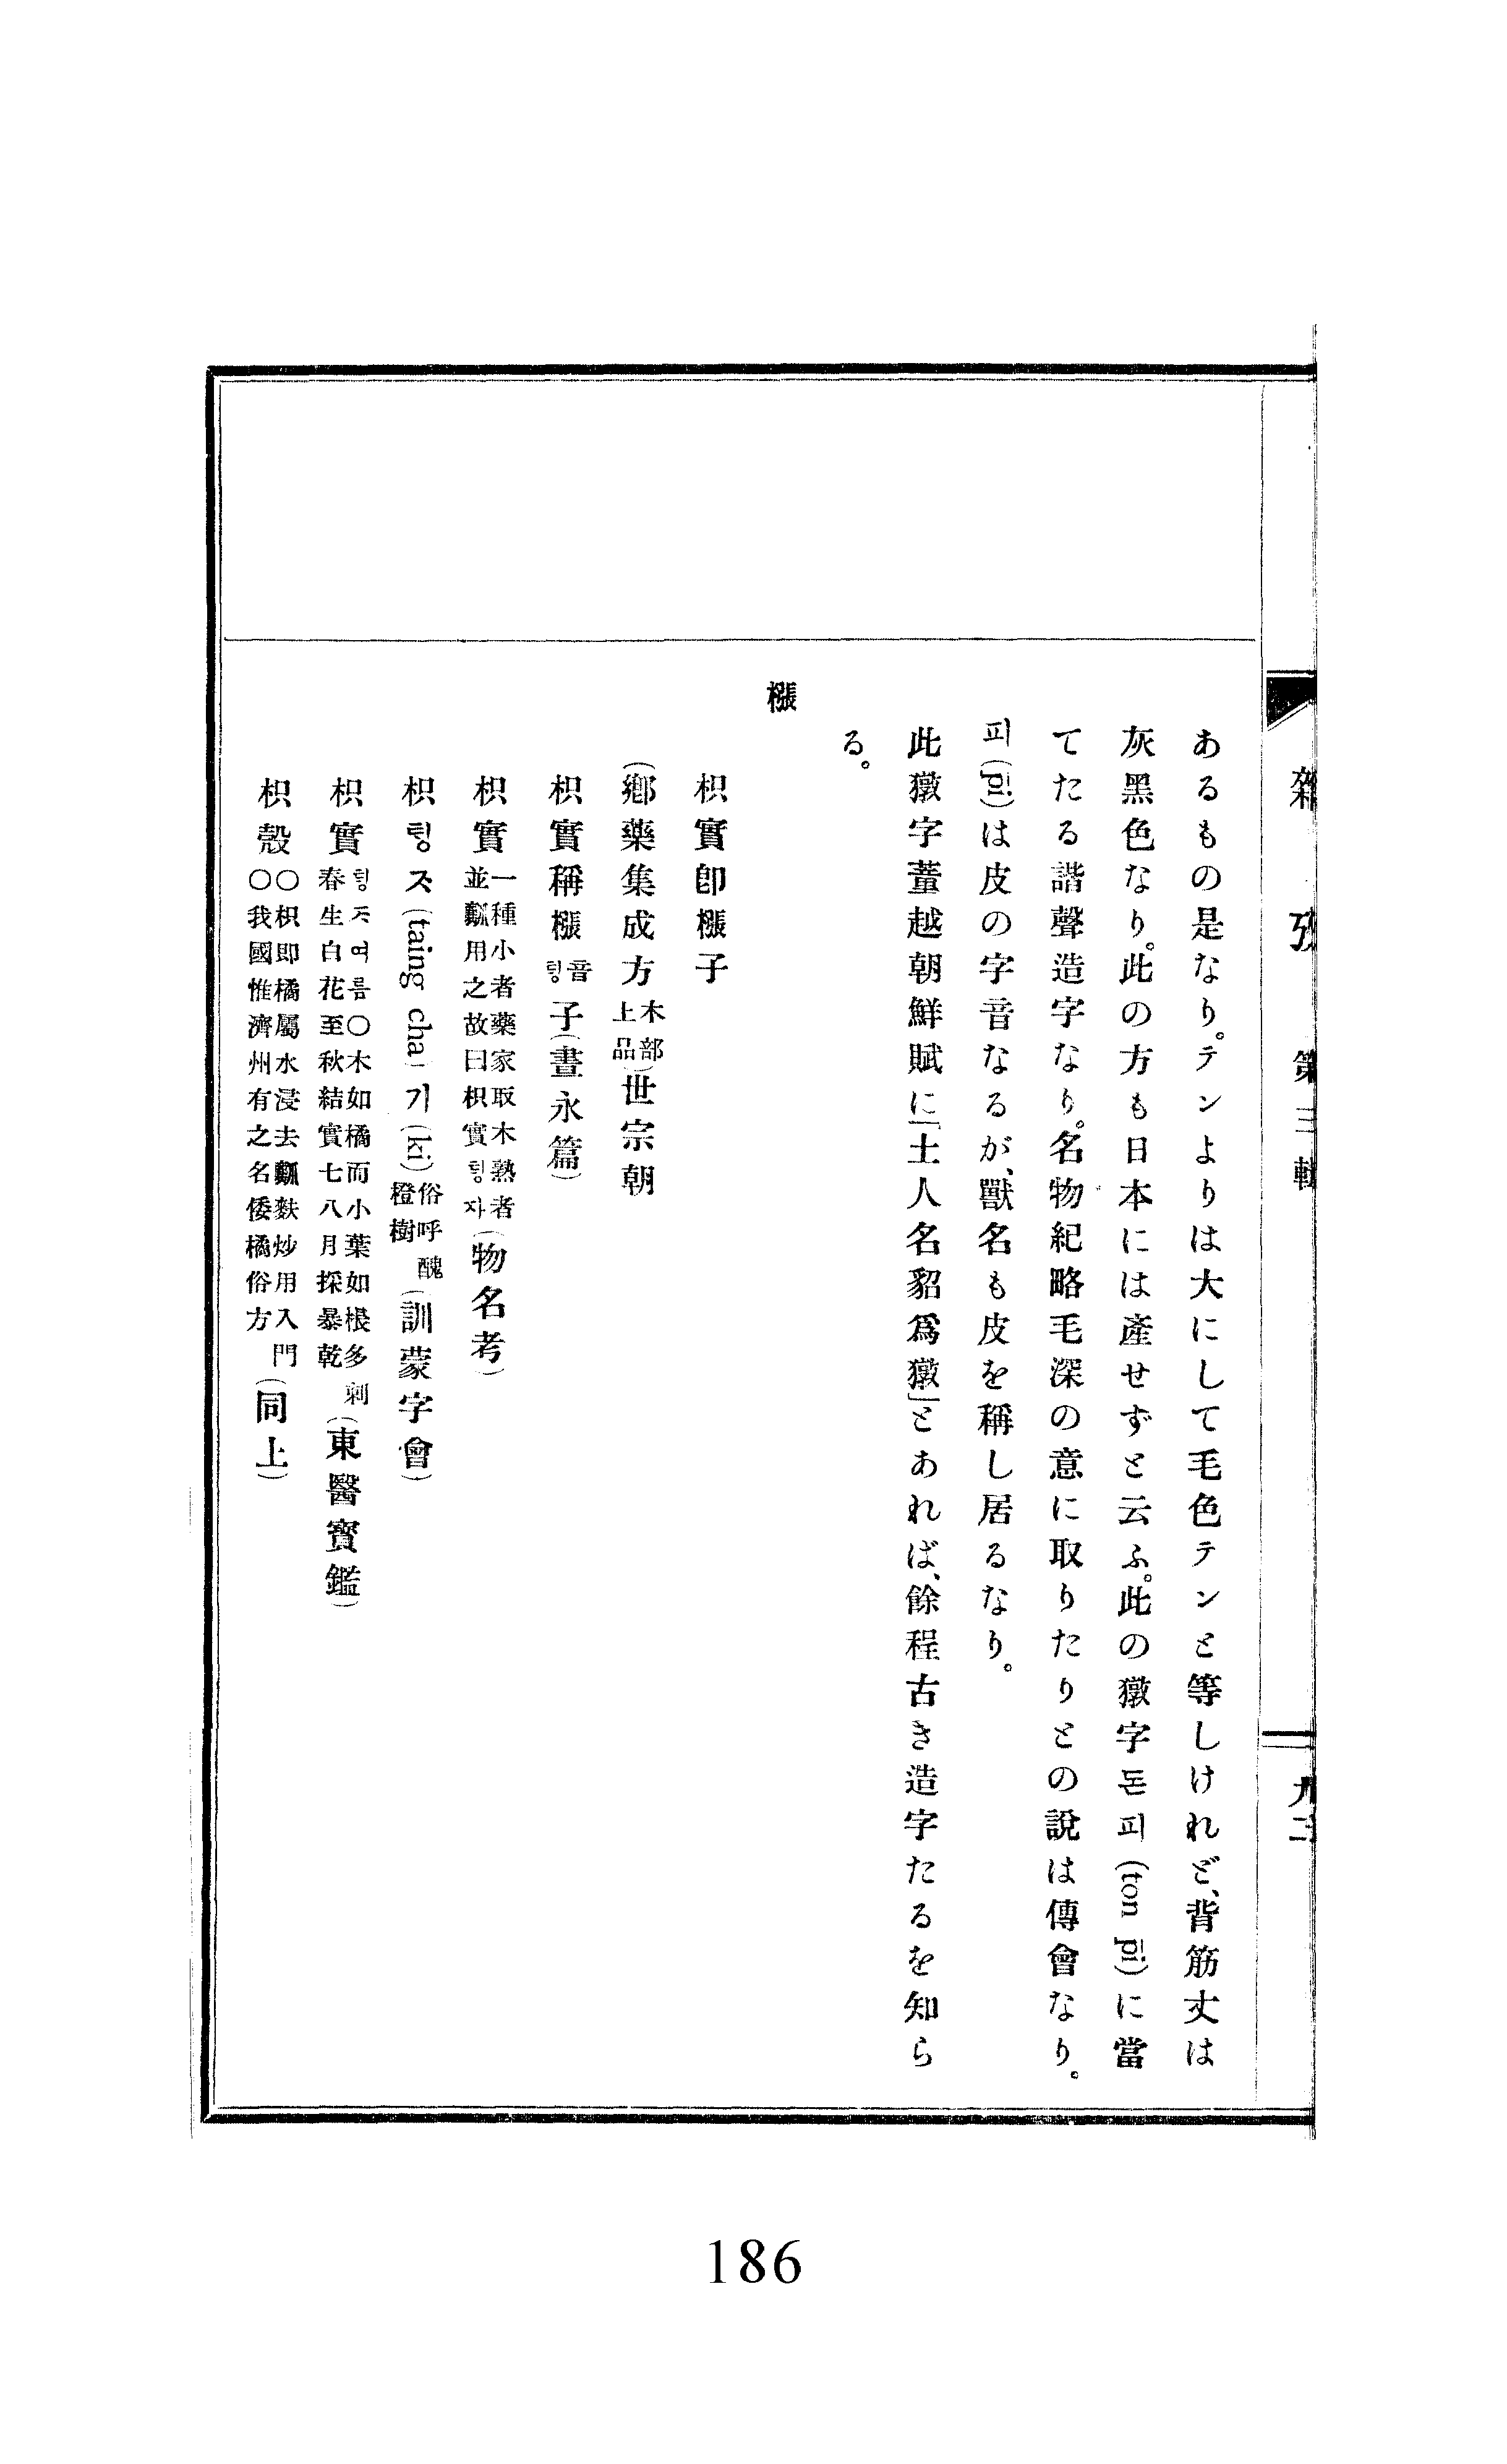 雜攷 第三輯 九二
あるもの是なり。テンよりは大にして毛色テンと等しけれど、背筋丈は
灰黑色なり。此の方も日本には產せずと云ふ。此の獤字돈피(ton pi)に當
てたる諧聲造字なり。名物紀略毛深の意に取りたりとの說は傅會なり。
피(pi)は皮の字音なるが、獸名も皮を稱し居るなり。
此獤字蕫越朝鮮賦に「土人名貂爲獤」とあれば、餘程古き造字たるを知ら
る。
樃
枳實卽樃子
(鄕藥集成方木部上品)世宗朝
枳實稱樃音팅子(晝永篇)
枳實一種小者藥家取木熟者並瓤用之故曰枳實팅자(物名考)
枳팅ᄌᆞ(taing cha)기(ki)俗呼醜橙樹(訓蒙字會)
枳實팅ᄌᆞ여름〇木如橘而小葉如棖多刺春生白花至秋結實七八月採暴乾(東醫寶鑑)
枳殼〇枳卽橘屬水浸去瓤麩炒用入門〇我國惟濟州有之名倭橘俗方(同上)
186